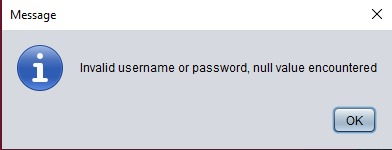 Message
Invalid username or password, null value encountered
OK